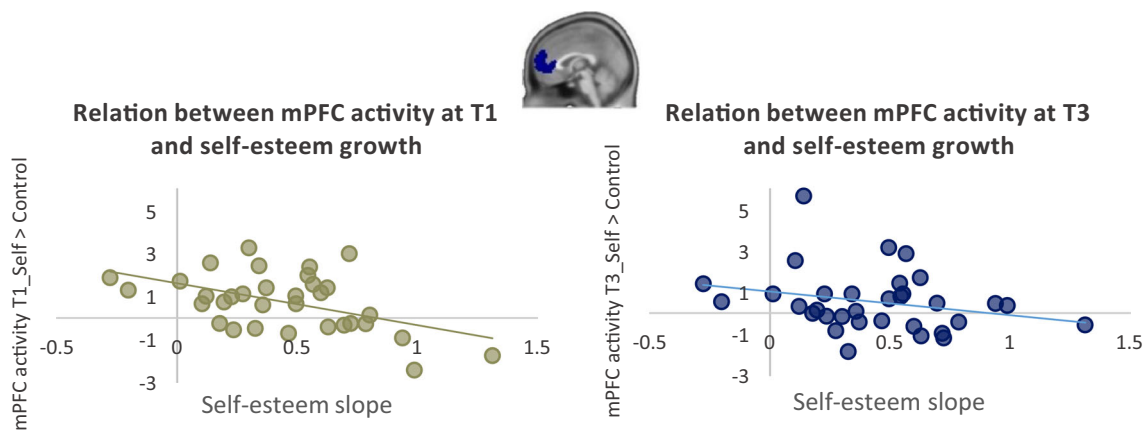 Relation between mPFC activity at T1
and self-esteem growth
mPFC activity T1_Self > Control
5
3
1
-1
-3
-0.5
0
0.5
1
1.5
Self-esteem slope
Relation between mPFC activity at T3
and self-esteem growth
mPFC activity T3_Self > Control
5
3
1
-1
-3
-0.5
0
0.5
1
1.5
Self-esteem slope